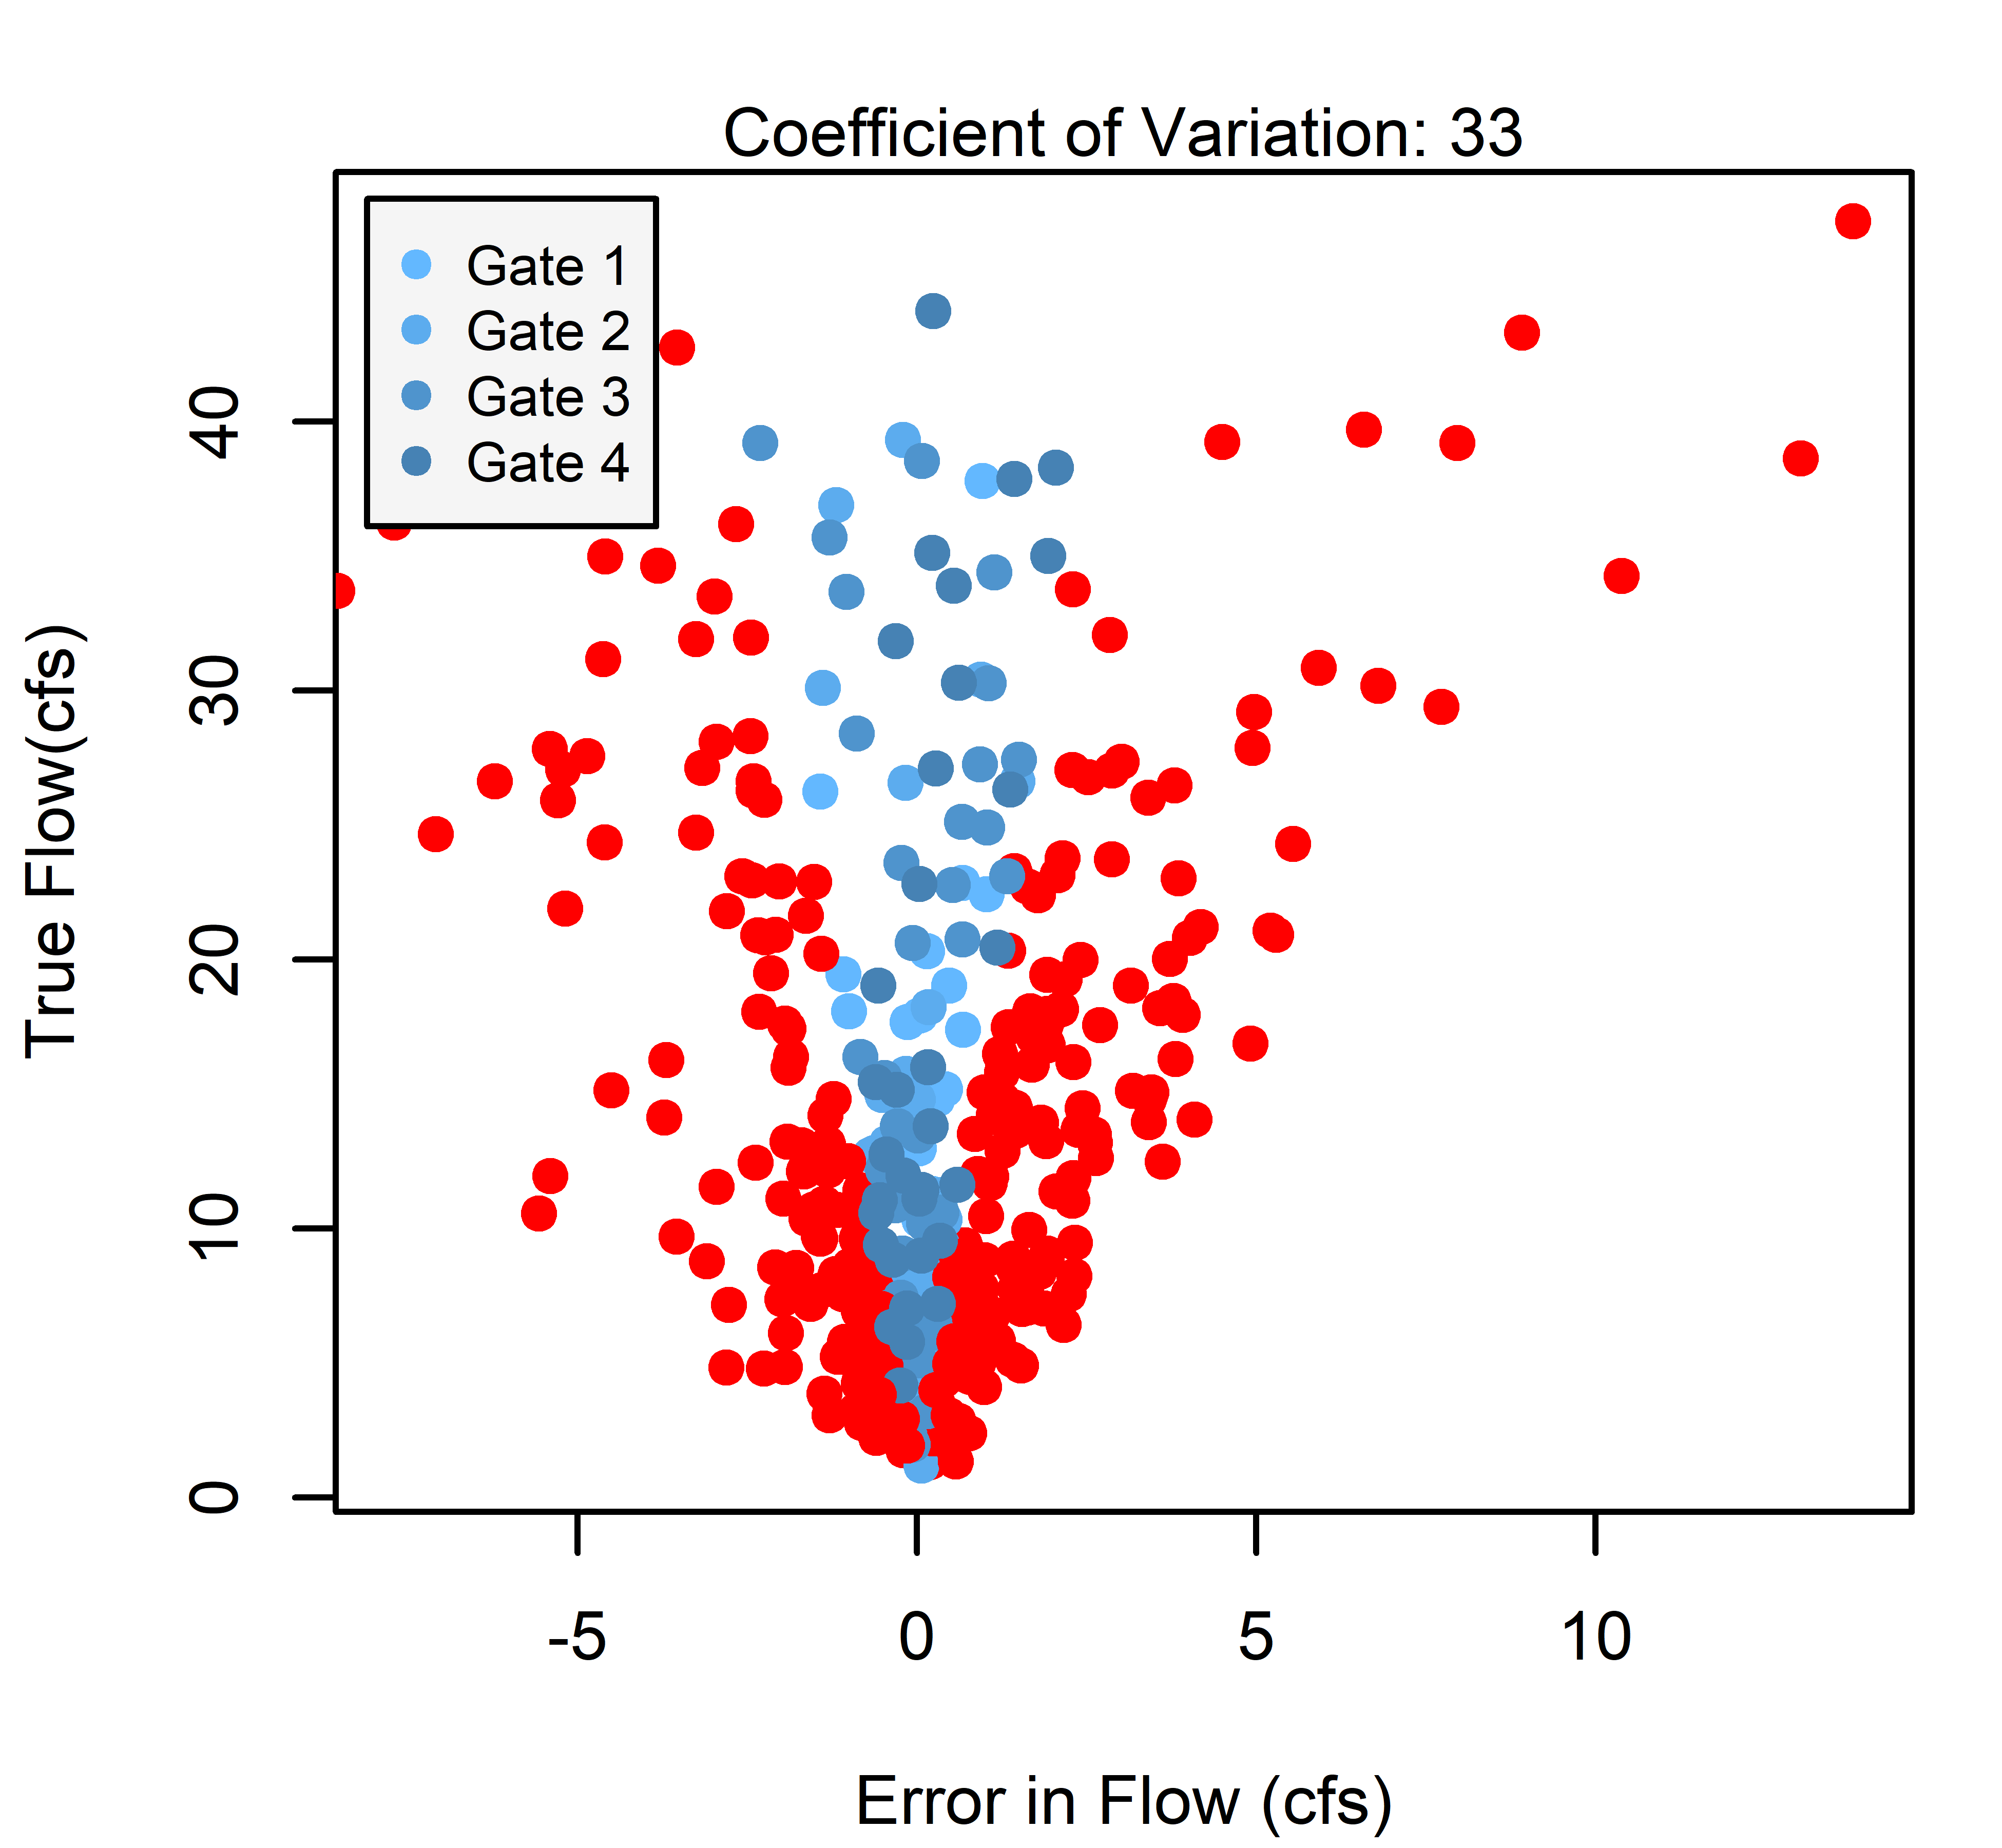 Coefficient of Variation: 33
Gate 1
Gate 2
Gate 3
Gate 4
True Flow(cfs)
40
30
20
10
0
-5 0 5 10
Error in Flow (cfs)